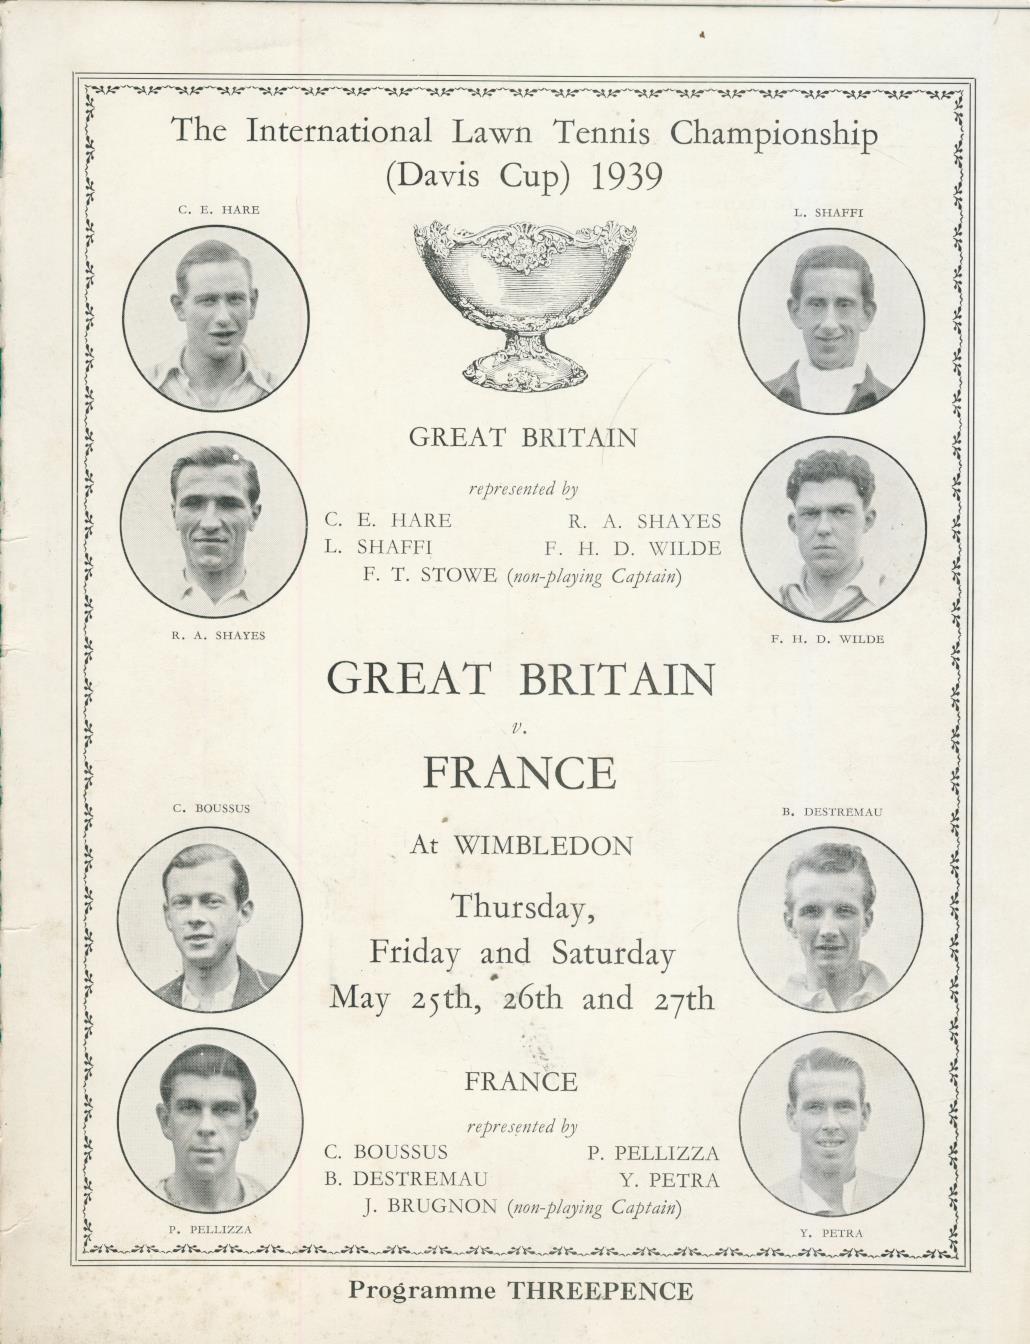 The International Lawn Tennis Championship
(Davis Cup) 1939
C. E. HARE
L. SHAFFI
GREAT BRITAIN
represented by
C. E. HARE R. A. SHAYES
L. SHAFFI F. H. D. WILDE
F. T. STOWE (non-playing Captain)
R. A. SHAYES
F. H. D. WILDE
GREAT BRITAIN
v.
FRANCE
C. BOUSSUS
B. DESTREMAU
At WIMBLEDON
Thursday,
Friday and Saturday
May 25th, 26th and 27th
FRANCE
represented by
C. BOUSSUS P. PELLIZZA
B. DESTREMAU Y. PETRA
J. BRUGNON (non-playing Captain)
P. PELLIZZA
Y. PETRA
Programme THREEPENCE